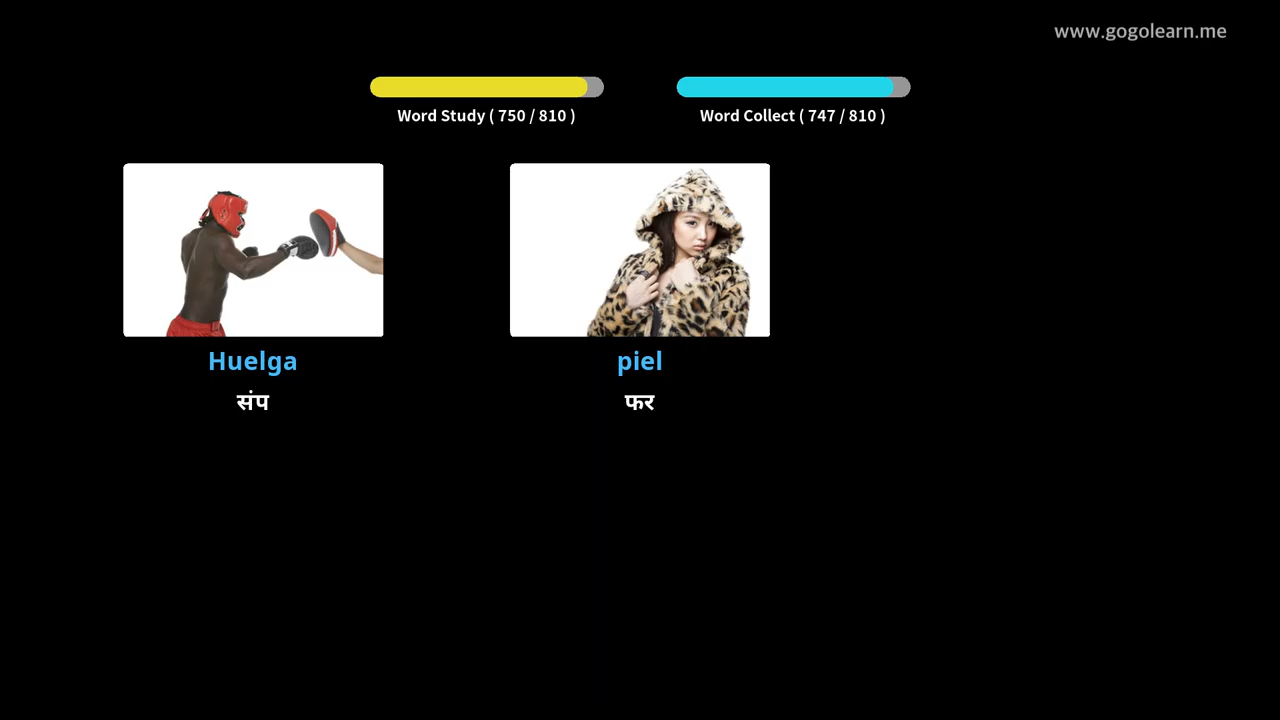 www.gogolearn.me
Word Study ( 750 / 810 )
Word Collect ( 747 / 810 )
Huelga
संप
piel
फर